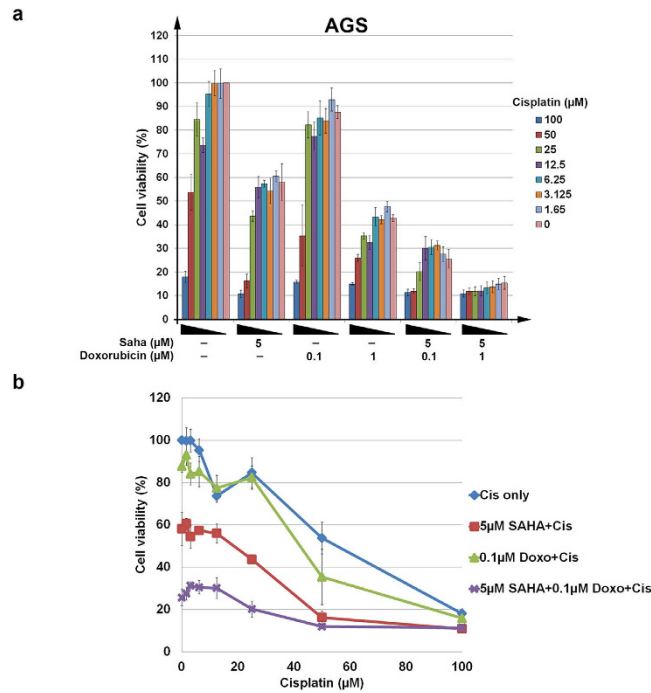 a
AGS
120
110
100
90
80
70
60
50
40
30
20
10
0
Cell viability (%)
Cisplatin (µM)
100
50
25
12.5
6.25
3.125
1.65
0
Saha (µM) – 5 – – 5 5
Doxorubicin (µM) – – 0.1 1 0.1 1
b
120
100
80
60
40
20
0
Cell viability (%)
0 20 40 60 80 100
Cisplatin (µM)
Cis only
5µM SAHA+Cis
0.1µM Doxo+Cis
5µM SAHA+0.1µM Doxo+Cis